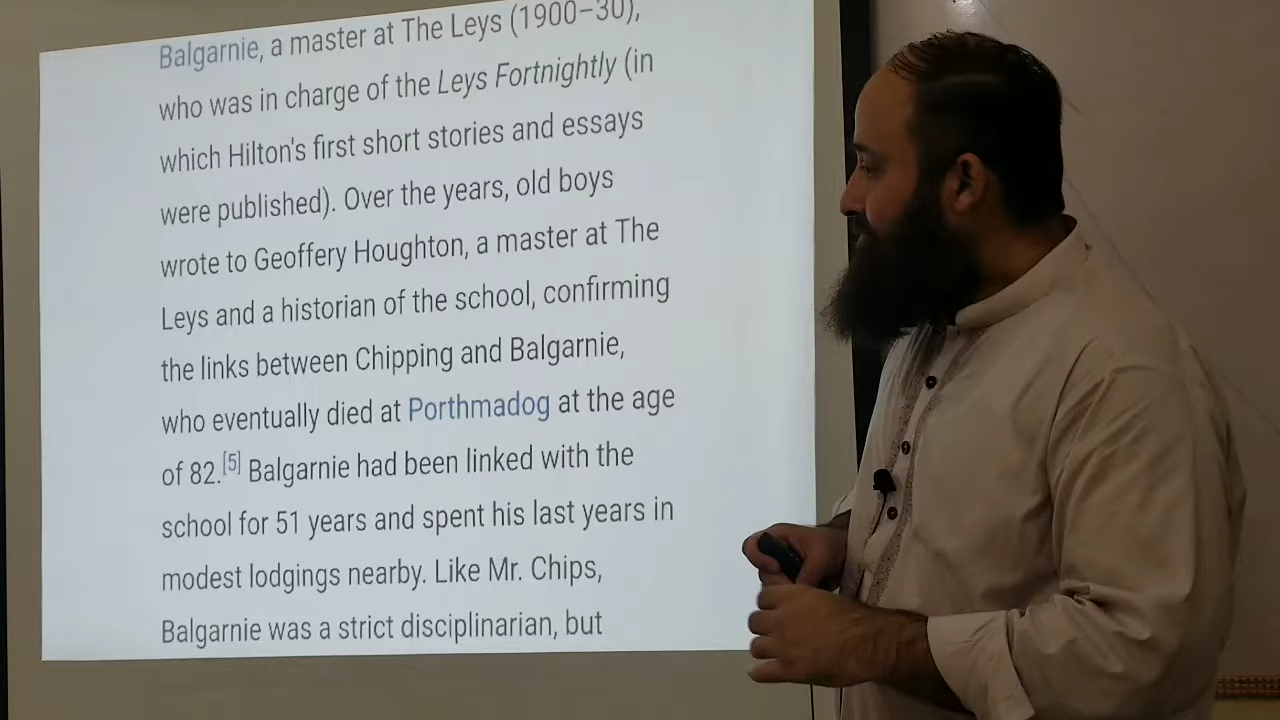 Balgarnie, a master at The Leys (1900–30),
who was in charge of the Leys Fortnightly (in
which Hilton's first short stories and essays
were published). Over the years, old boys
wrote to Geoffery Houghton, a master at The
Leys and a historian of the school, confirming
the links between Chipping and Balgarnie,
who eventually died at Porthmadog at the age
of 82.[5] Balgarnie had been linked with the
school for 51 years and spent his last years in
modest lodgings nearby. Like Mr. Chips,
Balgarnie was a strict disciplinarian, but